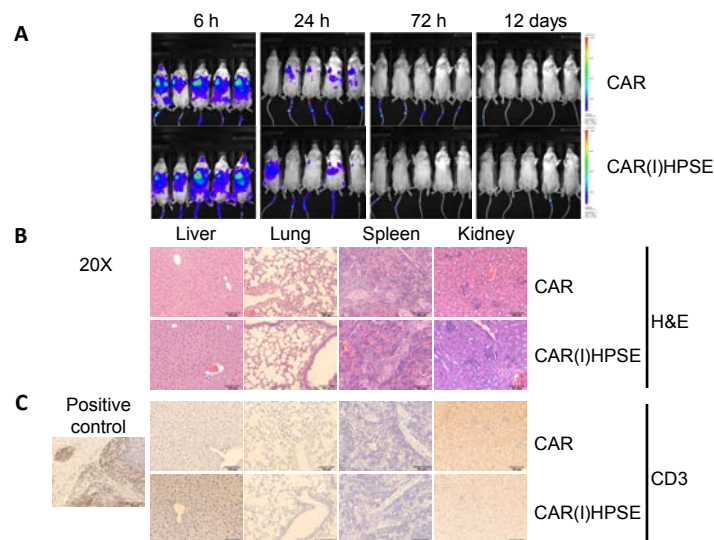 6 h 24 h 72 h 12 days
A
CAR
CAR(I)HPSE
B
Liver Lung Spleen Kidney
20X
CAR
CAR(I)HPSE
H&E
C
Positive
control
CAR
CAR(I)HPSE
CD3